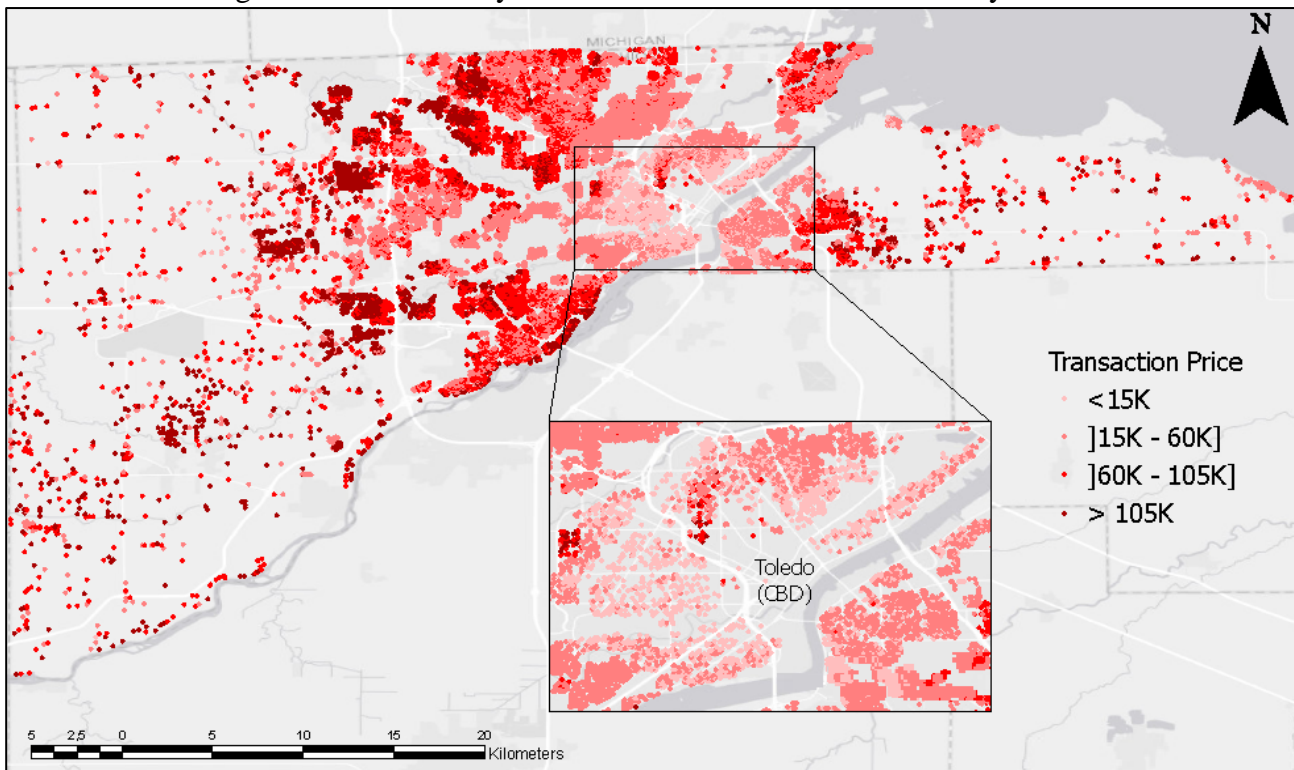 MICHIGAN
N
Transaction Price
<15K
]15K - 60K]
]60K - 105K]
> 105K
Toledo
(CBD)
5 2,5 0 5 10 15 20
Kilometers